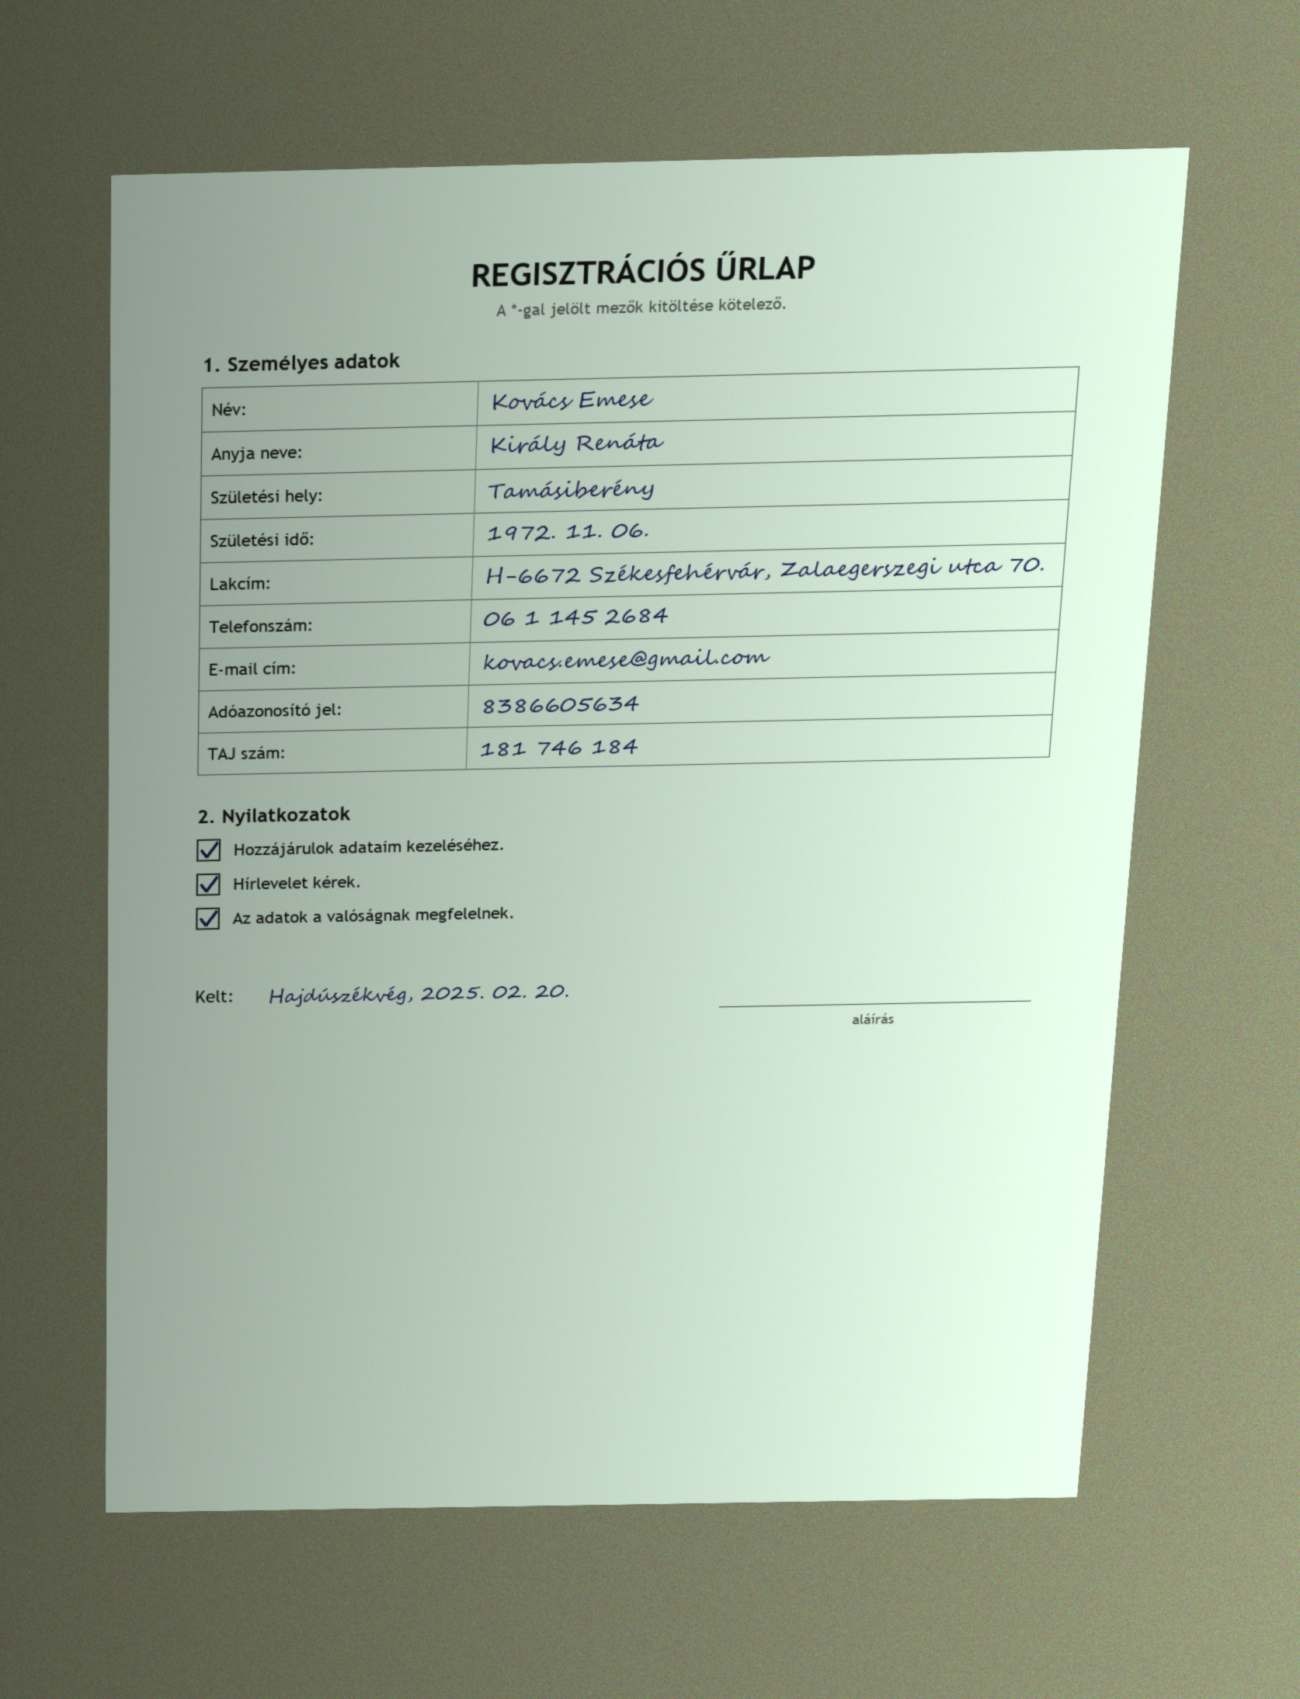 REGISZTRÁCIÓS ŰRLAP
A *-gal jelölt mezők kitöltése kötelező.
1. Személyes adatok
Név: Kovács Emese
Anyja neve: Király Renáta
Születési hely: Tamásiberény
Születési idő: 1972. 11. 06.
Lakcím: H-6672 Székesfehérvár, Zalaegerszegi utca 70.
Telefonszám: 06 1 145 2684
E-mail cím: kovacs.emese@gmail.com
Adóazonosító jel: 8386605634
TAJ szám: 181 746 184
2. Nyilatkozatok
Hozzájárulok adataim kezeléséhez.
Hírlevelet kérek.
Az adatok a valóságnak megfelelnek.
Kelt: Hajdúszékvég, 2025. 02. 20.
aláírás